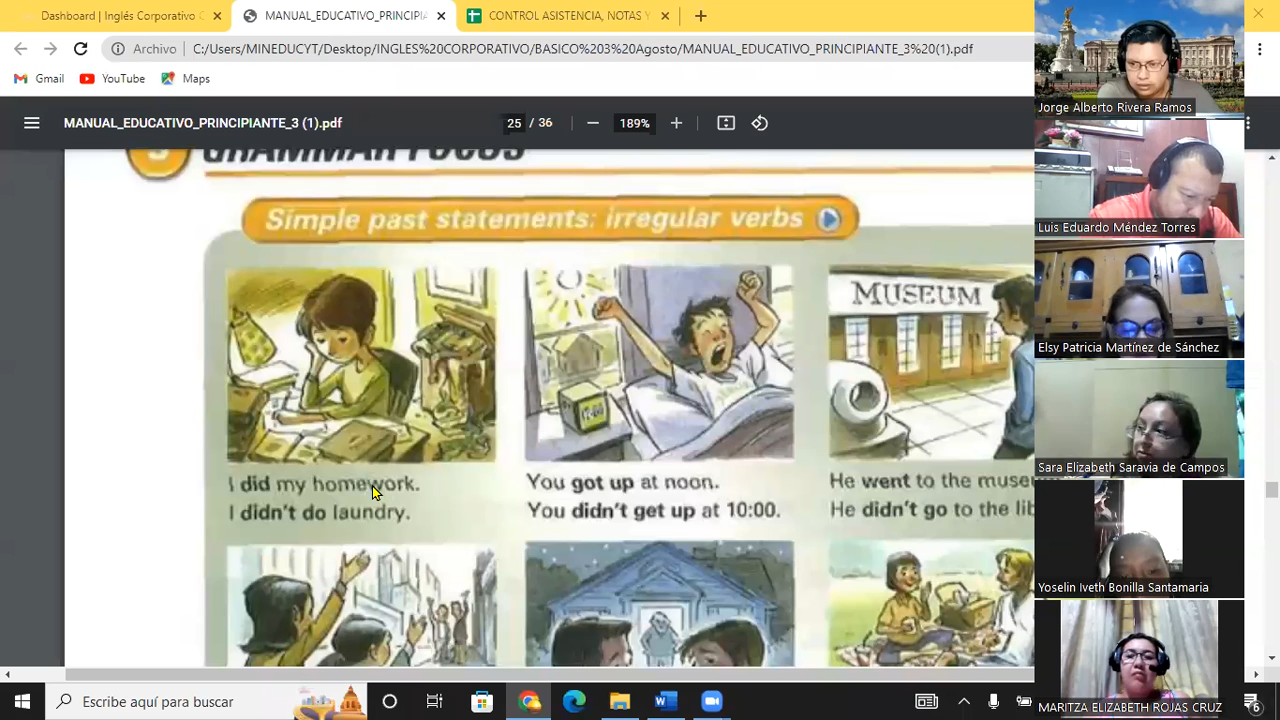 Dashboard | Inglés Corporativo
MANUAL_EDUCATIVO_PRINCIPIA
CONTROL ASISTENCIA, NOTAS Y
Archivo
C:/Users/MINEDUCYT/Desktop/INGLES%20CORPORATIVO/BASICO%203%20Agosto/MANUAL_EDUCATIVO_PRINCIPIANTE_3%20(1).pdf
Gmail
YouTube
Maps
MANUAL_EDUCATIVO_PRINCIPIANTE_3 (1).pdf
25 / 36
189%
GRAMMAR FOCUS
Simple past statements: irregular verbs
MUSEUM
I did my homework.
I didn't do laundry.
You got up at noon.
You didn't get up at 10:00.
He went to the
He didn't go to the
Jorge Alberto Rivera Ramos
Luis Eduardo Méndez Torres
Elsy Patricia Martínez de Sánchez
Sara Elizabeth Saravia de Campos
Yoselin Iveth Bonilla Santamaria
MARITZA ELIZABETH ROJAS CRUZ
Escribe aquí para buscar
6